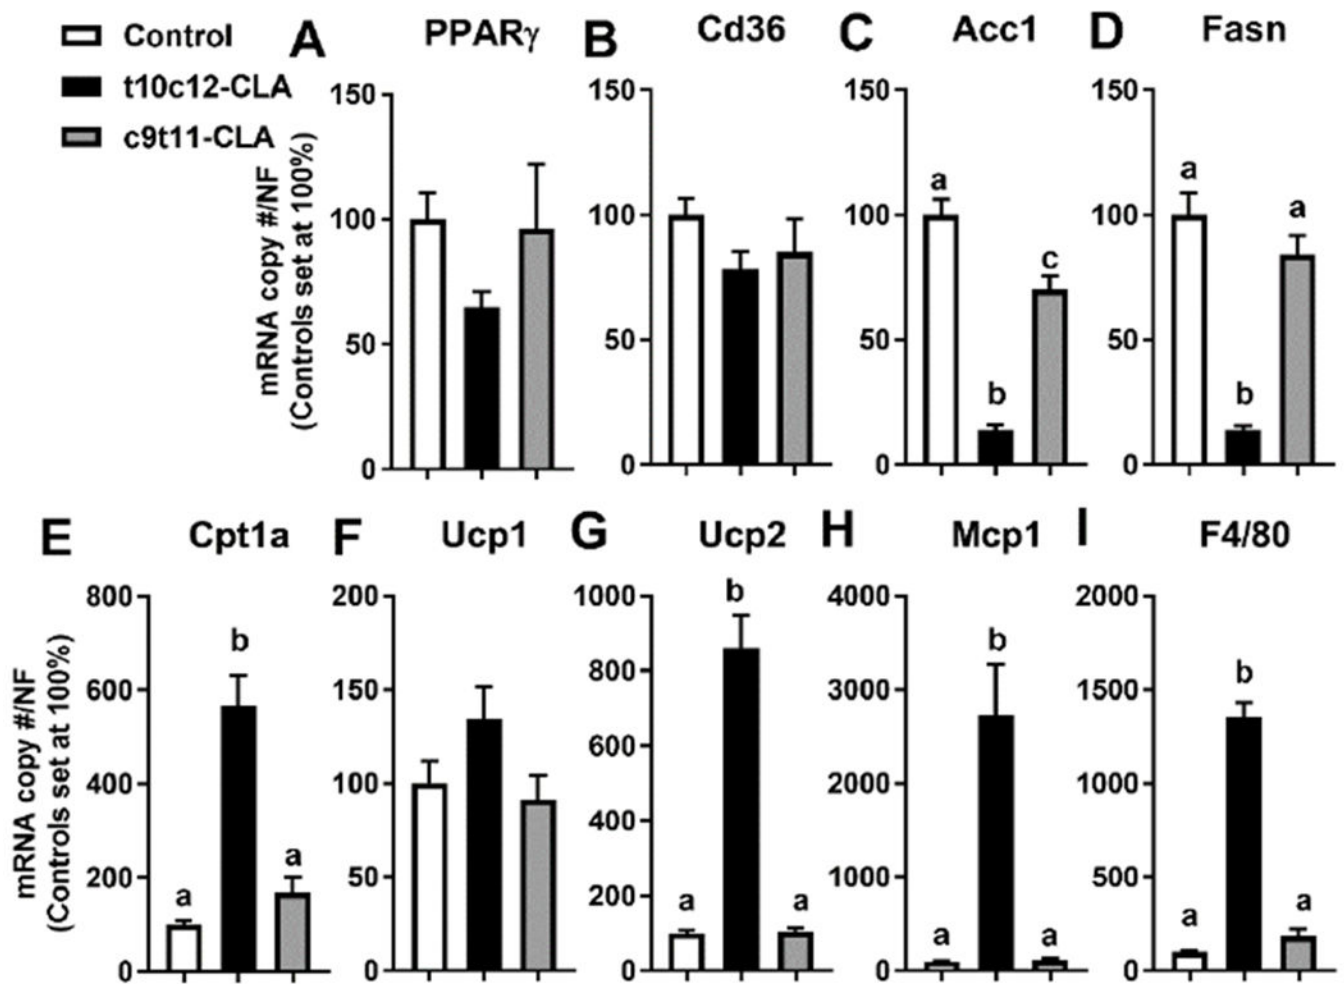 Control
t10c12-CLA
c9t11-CLA
mRNA copy #/NF
(Controls set at 100%)
A PPARγ
150
100
50
0
B Cd36
150
100
50
0
C Acc1
150
100
50
0
a
b
c
D Fasn
150
100
50
0
a
b
a
mRNA copy #/NF
(Controls set at 100%)
E Cpt1a
800
600
400
200
0
a
b
a
F Ucp1
200
150
100
50
0
G Ucp2
1000
800
600
400
200
0
a
b
a
H Mcp1
4000
3000
2000
1000
0
a
b
a
I F4/80
2000
1500
1000
500
0
a
b
a